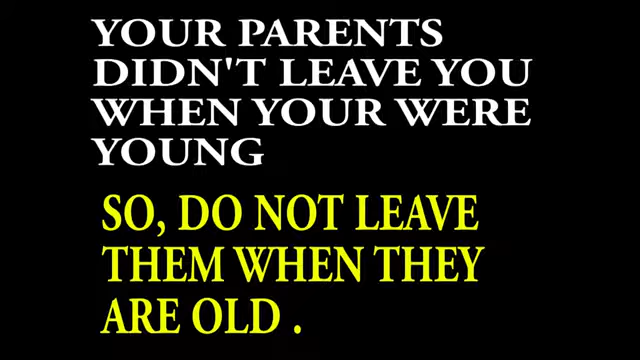 YOUR PARENTS
DIDN'T LEAVE YOU
WHEN YOUR WERE
YOUNG
SO, DO NOT LEAVE
THEM WHEN THEY
ARE OLD .